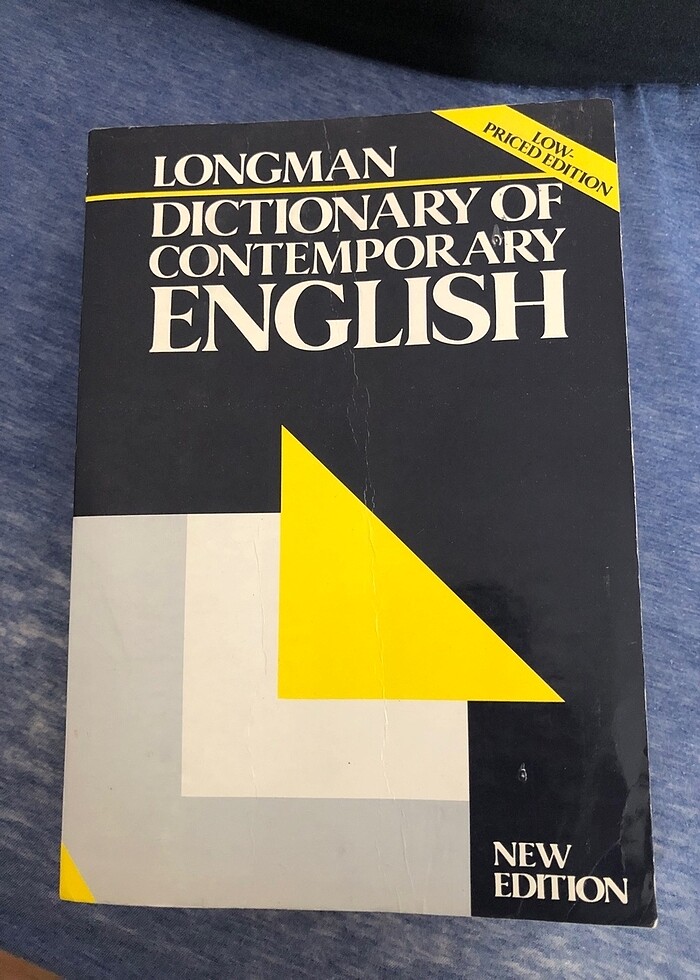 LOW-
PRICED EDITION
LONGMAN
DICTIONARY OF
CONTEMPORARY
ENGLISH
NEW
EDITION